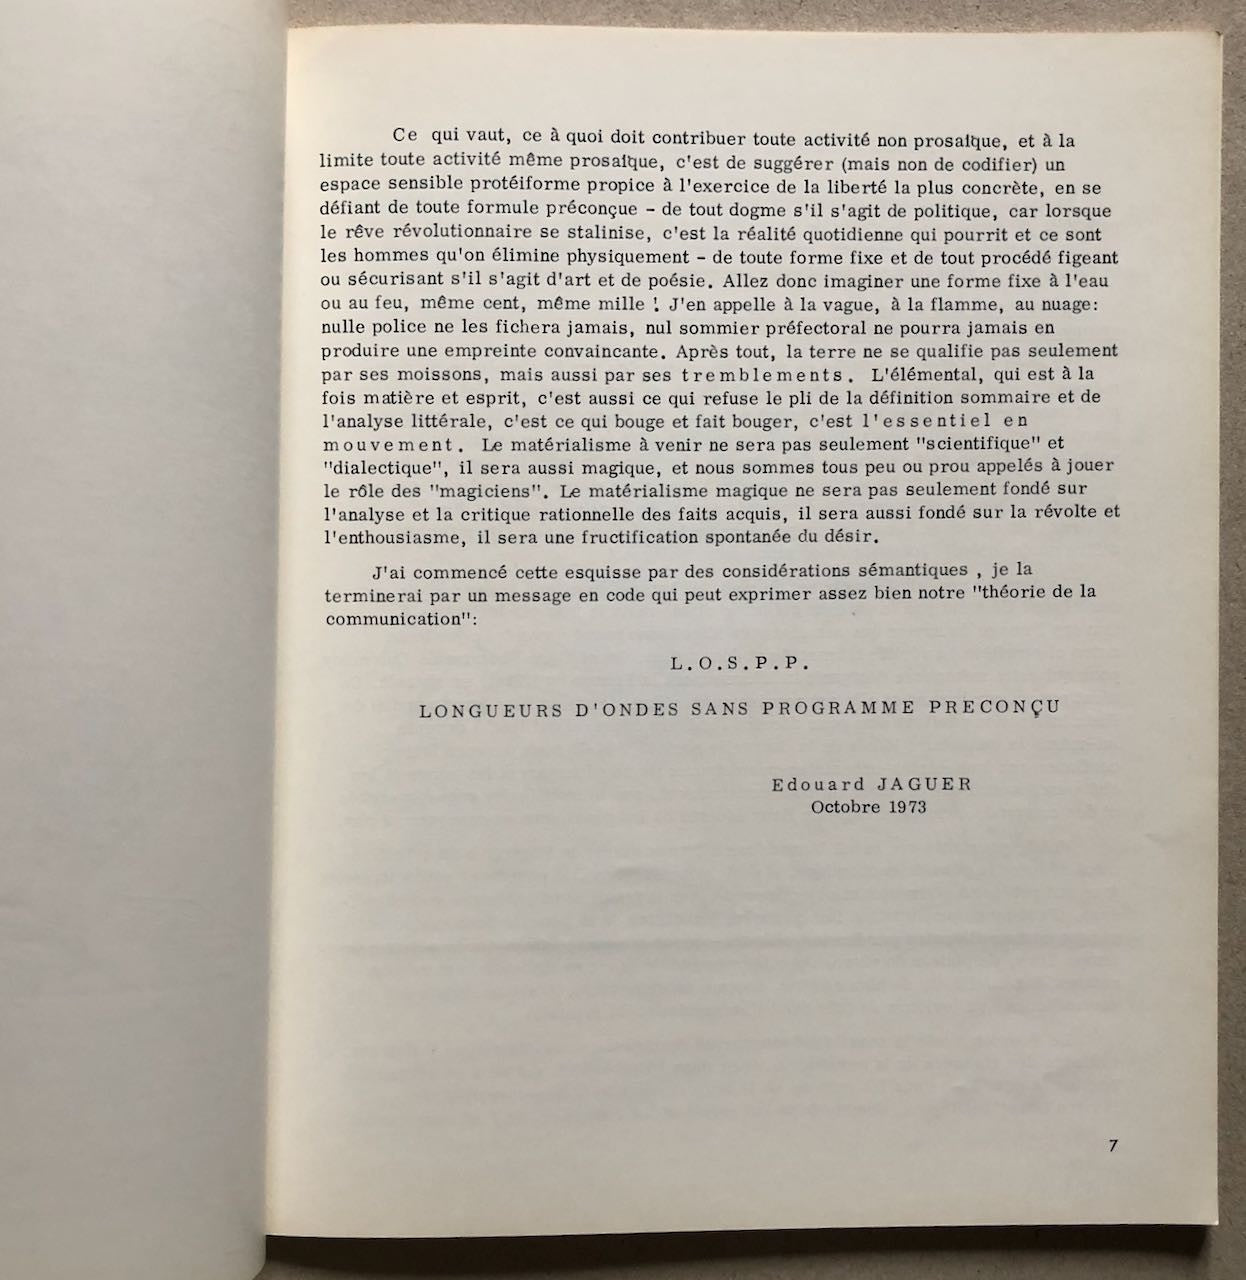 Ce qui vaut, ce à quoi doit contribuer toute activité non prosaïque, et à la
limite toute activité même prosaïque, c'est de suggérer (mais non de codifier) un
espace sensible protéiforme propice à l'exercice de la liberté la plus concrète, en se
défiant de toute formule préconçue - de tout dogme s'il s'agit de politique, car lorsque
le rêve révolutionnaire se stalinise, c'est la réalité quotidienne qui pourrit et ce sont
les hommes qu'on élimine physiquement - de toute forme fixe et de tout procédé figeant
ou sécurisant s'il s'agit d'art et de poésie. Allez donc imaginer une forme fixe à l'eau
ou au feu, même cent, même mille ! J'en appelle à la vague, à la flamme, au nuage:
nulle police ne les fichera jamais, nul sommier préfectoral ne pourra jamais en
produire une empreinte convaincante. Après tout, la terre ne se qualifie pas seulement
par ses moissons, mais aussi par ses tremblements. L'élémental, qui est à la
fois matière et esprit, c'est aussi ce qui refuse le pli de la définition sommaire et de
l'analyse littérale, c'est ce qui bouge et fait bouger, c'est l'essentiel en
mouvement. Le matérialisme à venir ne sera pas seulement "scientifique" et
"dialectique", il sera aussi magique, et nous sommes tous peu ou prou appelés à jouer
le rôle des "magiciens". Le matérialisme magique ne sera pas seulement fondé sur
l'analyse et la critique rationnelle des faits acquis, il sera aussi fondé sur la révolte et
l'enthousiasme, il sera une fructification spontanée du désir.
J'ai commencé cette esquisse par des considérations sémantiques , je la
terminerai par un message en code qui peut exprimer assez bien notre "théorie de la
communication":
L.O.S.P.P.
LONGUEURS D'ONDES SANS PROGRAMME PRECONÇU
Edouard JAGUER
Octobre 1973
7